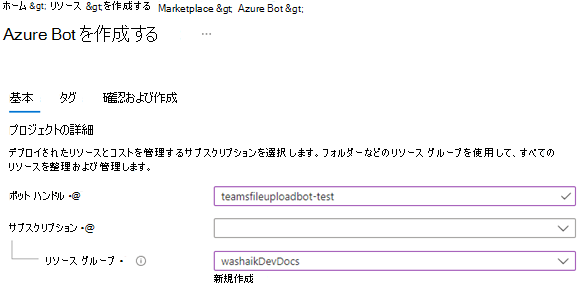 ホーム &gt; リソース &gt;を作成する Marketplace &gt; Azure Bot &gt;
Azure Bot を作成する ...
基本 タグ 確認および作成
プロジェクトの詳細
デプロイされたリソースとコストを管理するサブスクリプションを選択します。フォルダーなどのリソース グループを使用して、すべての
リソースを整理および管理します。
ボット ハンドル •@ teamsfileuploadbot-test
サブスクリプション •@
リソース グループ • washaikDevDocs
新規作成